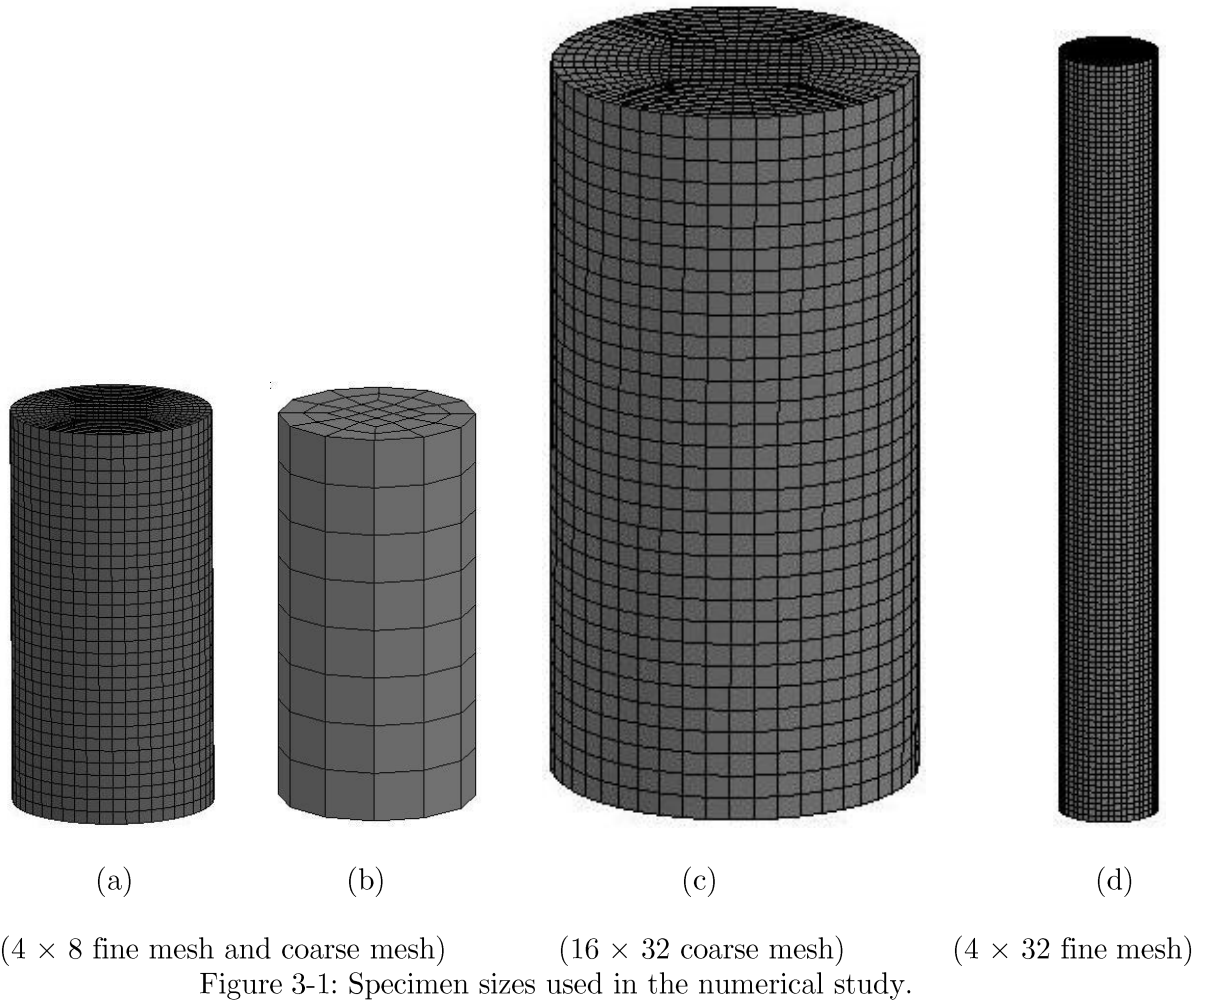 (a) (b) (c) (d)
(4 × 8 fine mesh and coarse mesh) (16 × 32 coarse mesh) (4 × 32 fine mesh)
Figure 3-1: Specimen sizes used in the numerical study.